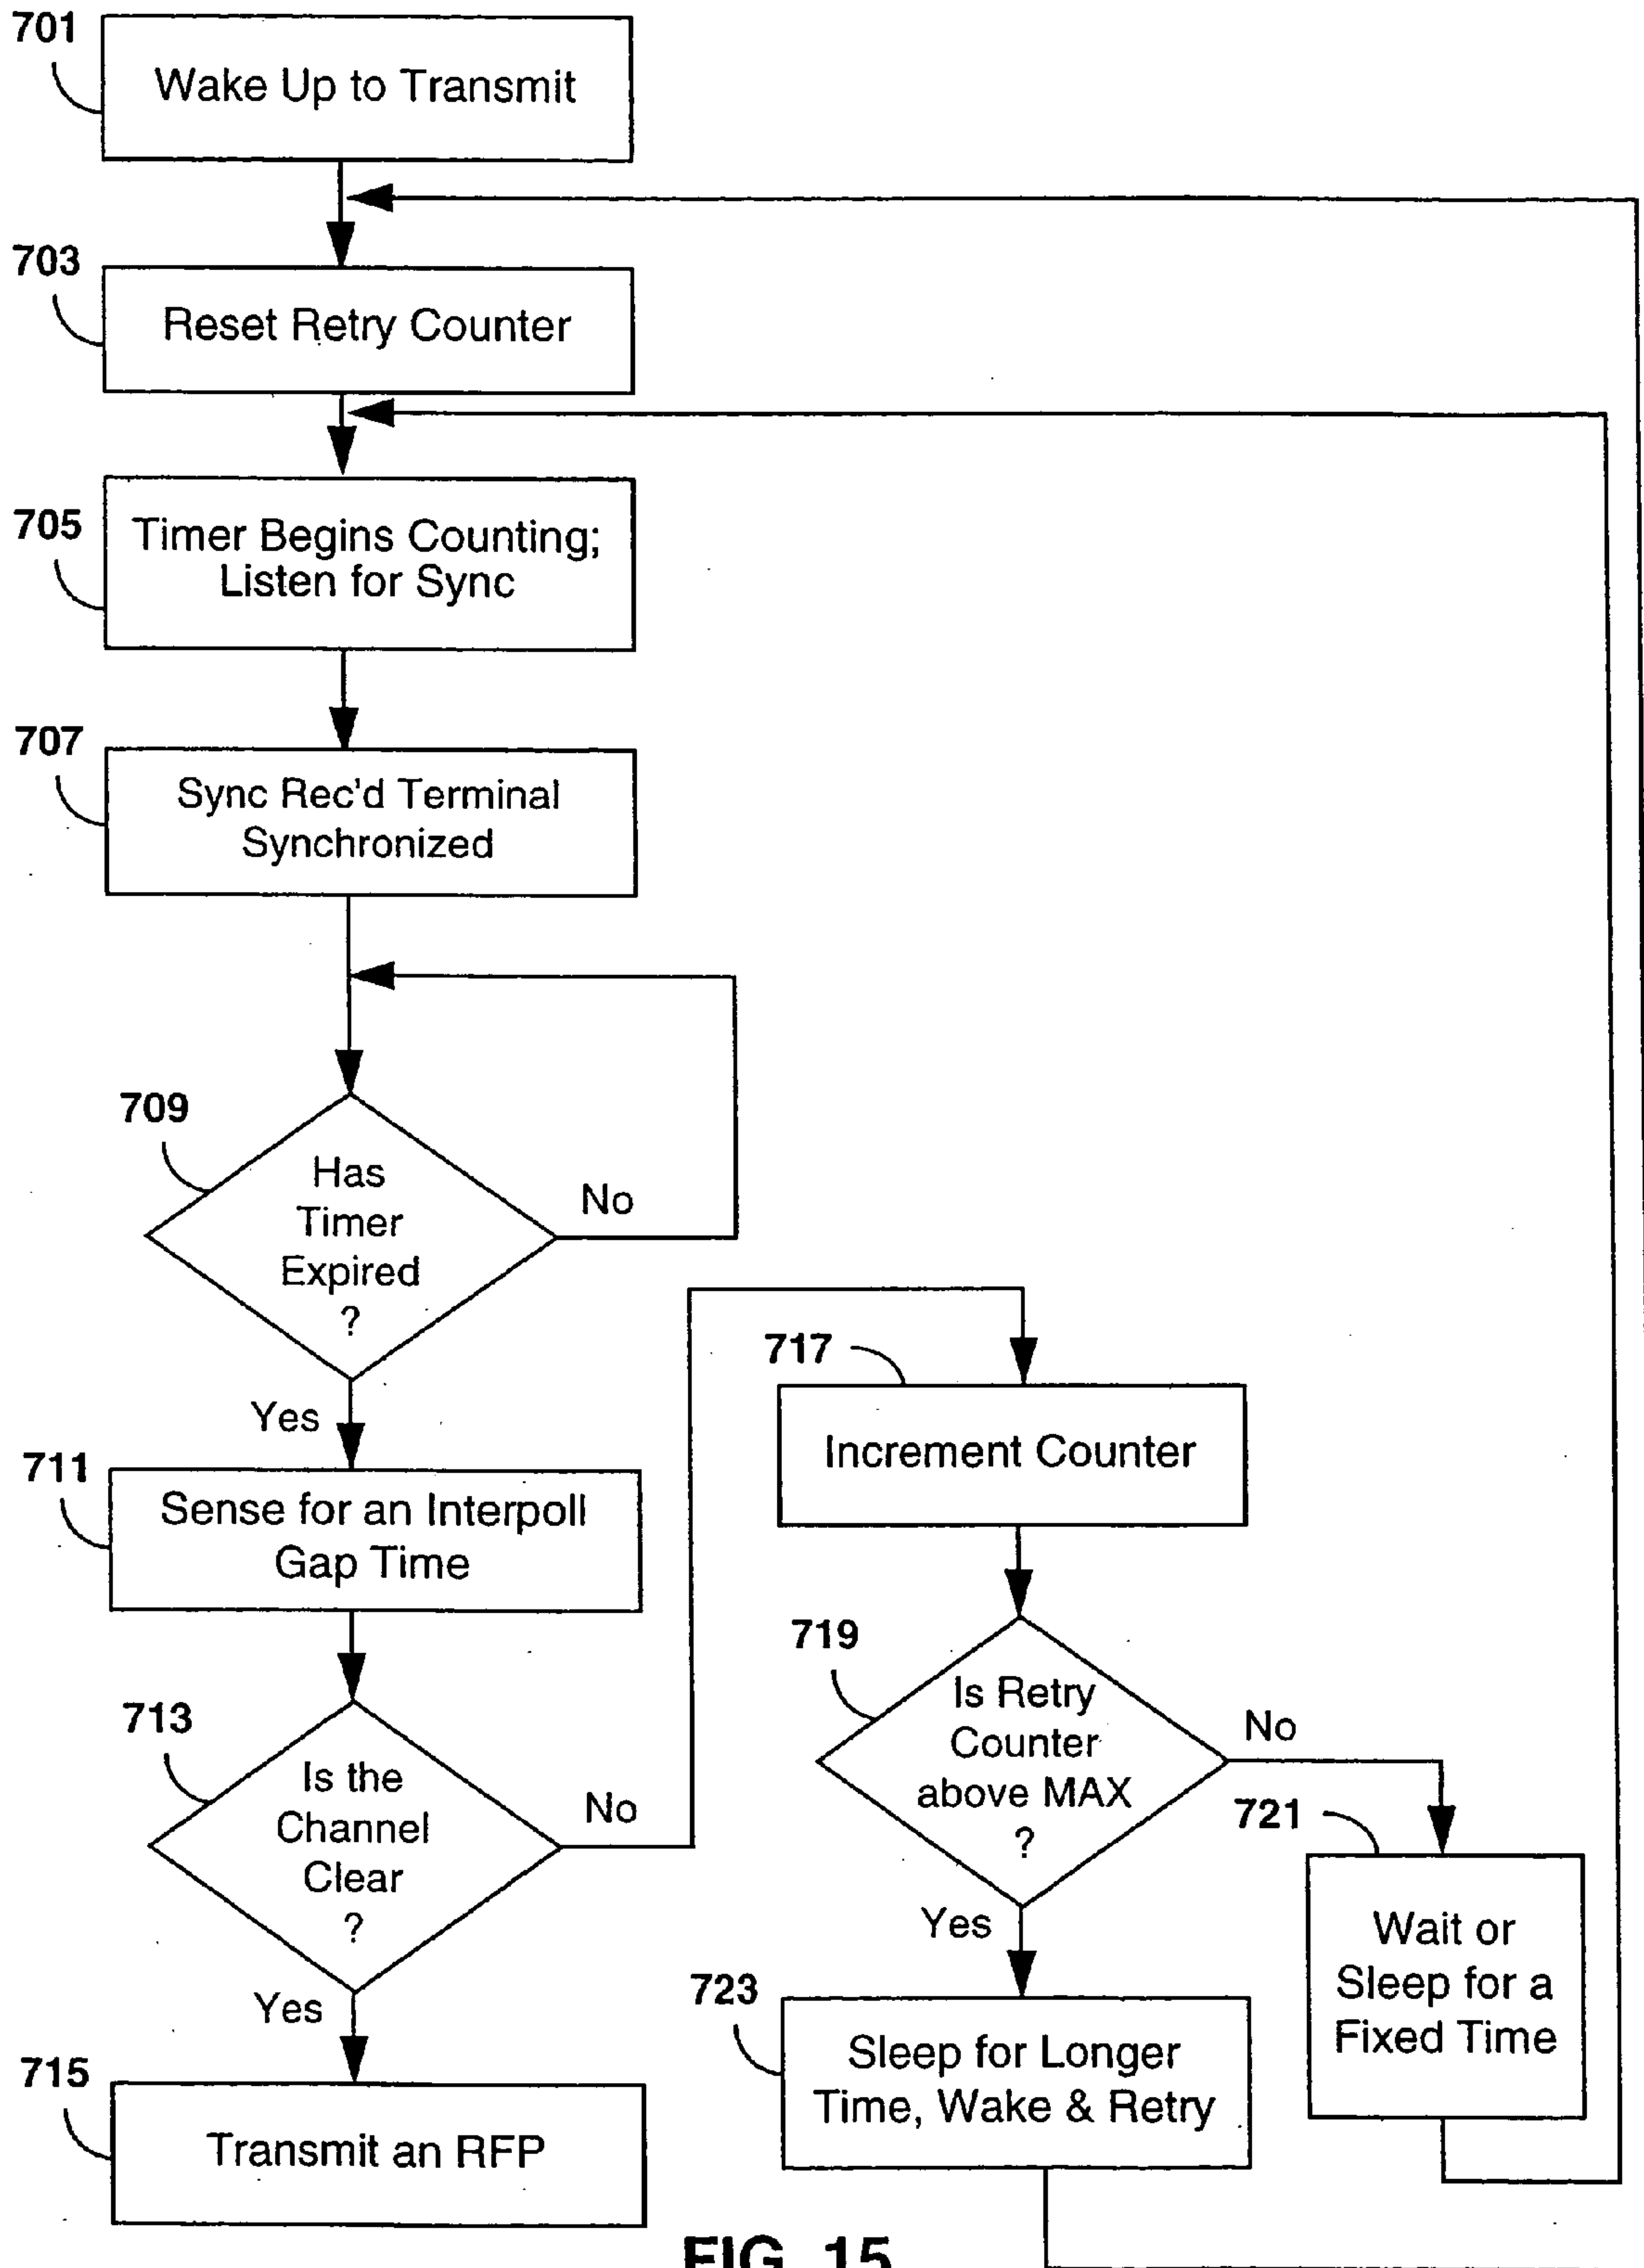 701
Wake Up to Transmit
703
Reset Retry Counter
705
Timer Begins Counting;
Listen for Sync
707
Sync Rec'd Terminal
Synchronized
709
Has
Timer
Expired
?
No
Yes
711
Sense for an Interpoll
Gap Time
713
Is the
Channel
Clear
?
No
Yes
715
Transmit an RFP
717
Increment Counter
719
Is Retry
Counter
above MAX
?
No
Yes
721
Wait or
Sleep for a
Fixed Time
723
Sleep for Longer
Time, Wake & Retry
FIG. 15